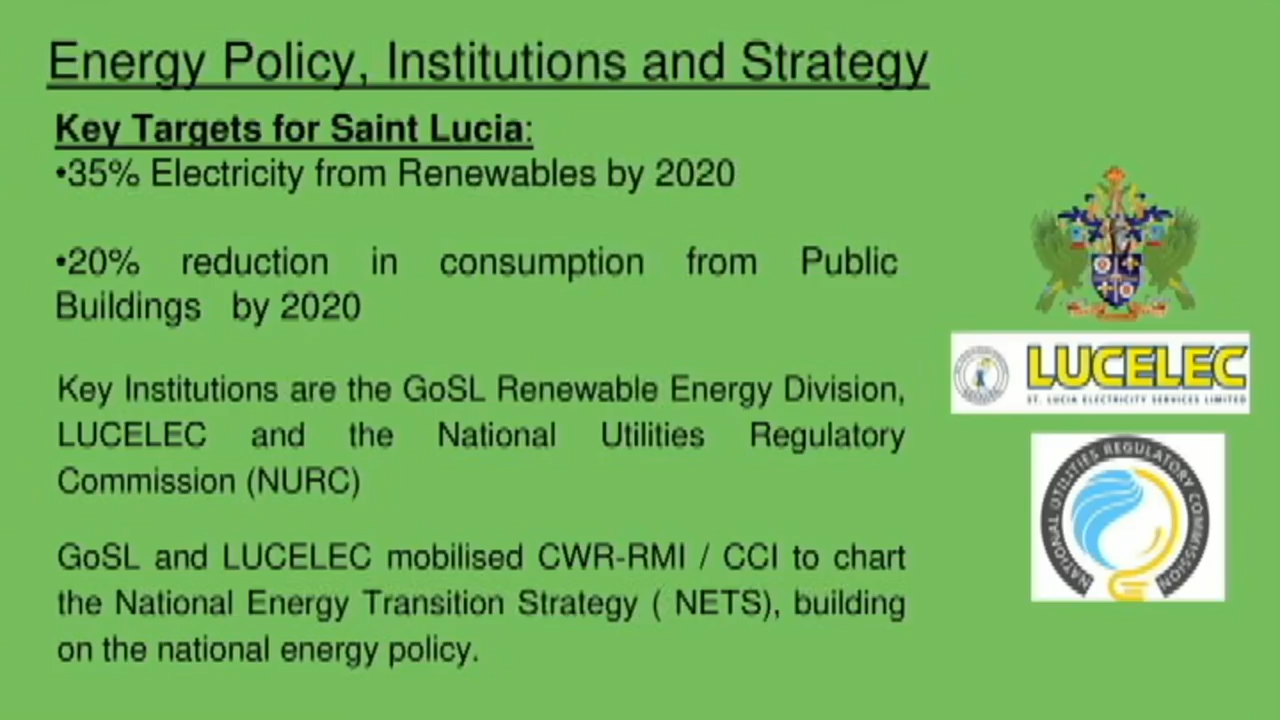 Energy Policy, Institutions and Strategy
Key Targets for Saint Lucia:
•35% Electricity from Renewables by 2020
•20% reduction in consumption from Public
Buildings by 2020
Key Institutions are the GoSL Renewable Energy Division,
LUCELEC and the National Utilities Regulatory
Commission (NURC)
GoSL and LUCELEC mobilised CWR-RMI / CCI to chart
the National Energy Transition Strategy ( NETS), building
on the national energy policy.
LUCELEC
ST. LUCIA ELECTRICITY SERVICES LIMITED
NATIONAL UTILITIES REGULATORY COMMISSION